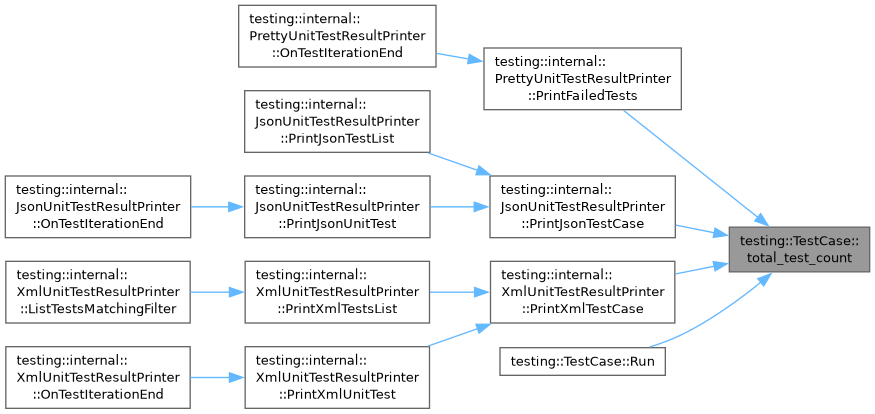 testing::internal::
PrettyUnitTestResultPrinter
::OnTestIterationEnd
testing::internal::
PrettyUnitTestResultPrinter
::PrintFailedTests
testing::internal::
JsonUnitTestResultPrinter
::PrintJsonTestList
testing::internal::
JsonUnitTestResultPrinter
::OnTestIterationEnd
testing::internal::
JsonUnitTestResultPrinter
::PrintJsonUnitTest
testing::internal::
JsonUnitTestResultPrinter
::PrintJsonTestCase
testing::TestCase::
total_test_count
testing::internal::
XmlUnitTestResultPrinter
::ListTestsMatchingFilter
testing::internal::
XmlUnitTestResultPrinter
::PrintXmlTestsList
testing::internal::
XmlUnitTestResultPrinter
::PrintXmlTestCase
testing::TestCase::Run
testing::internal::
XmlUnitTestResultPrinter
::OnTestIterationEnd
testing::internal::
XmlUnitTestResultPrinter
::PrintXmlUnitTest